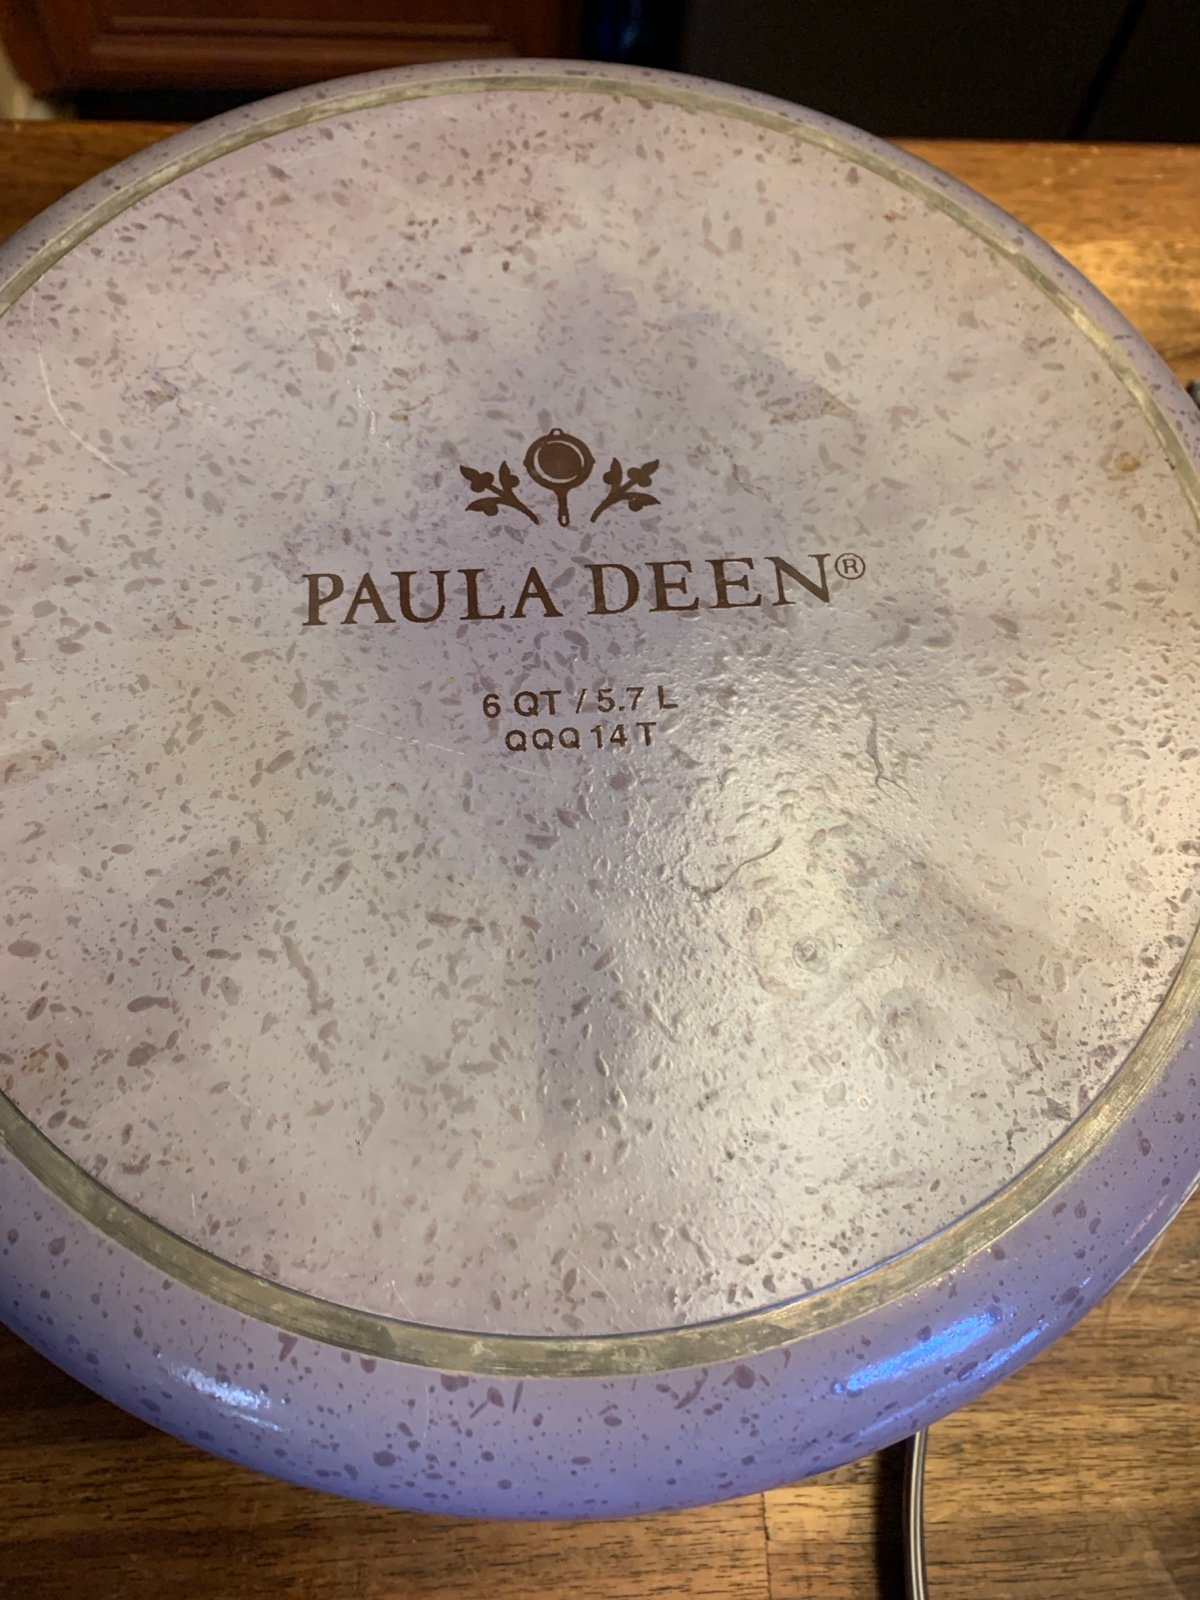 PAULA DEEN®
6 QT / 5.7 L
QQQ 14 T